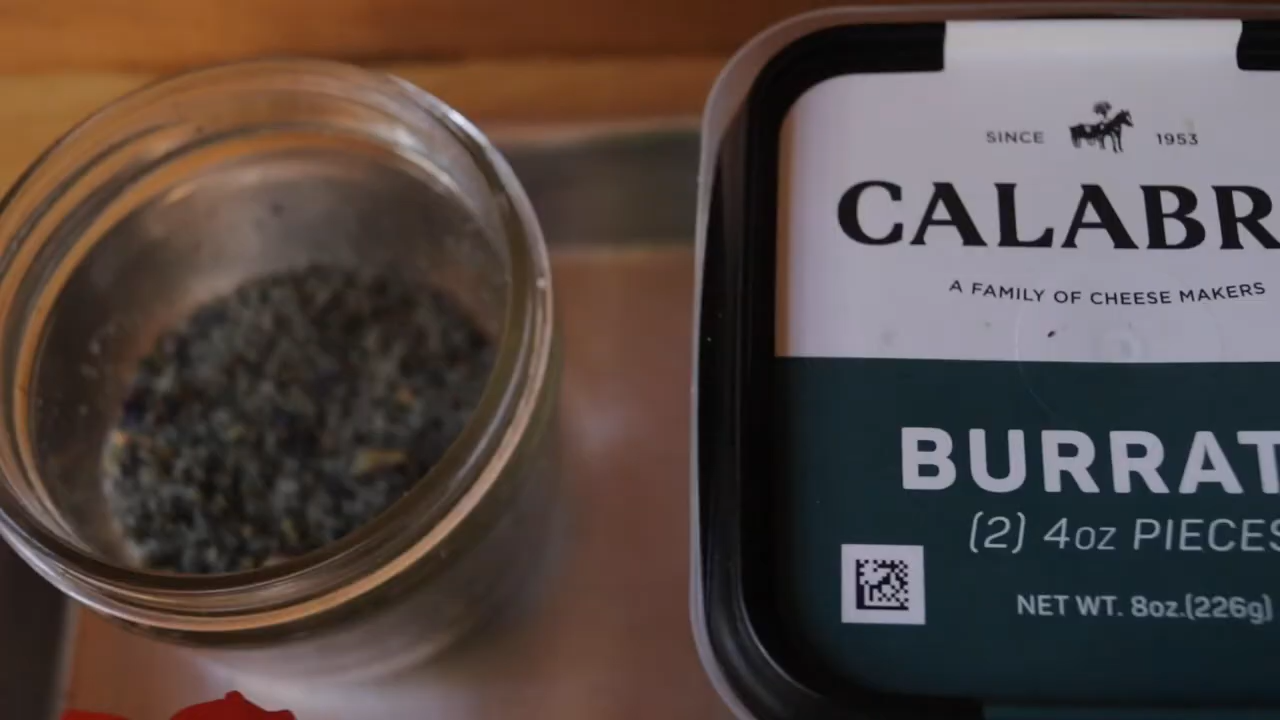 SINCE 1953
CALABR
A FAMILY OF CHEESE MAKERS
BURRAT
(2) 4oz PIECES
NET WT. 8oz.(226g)